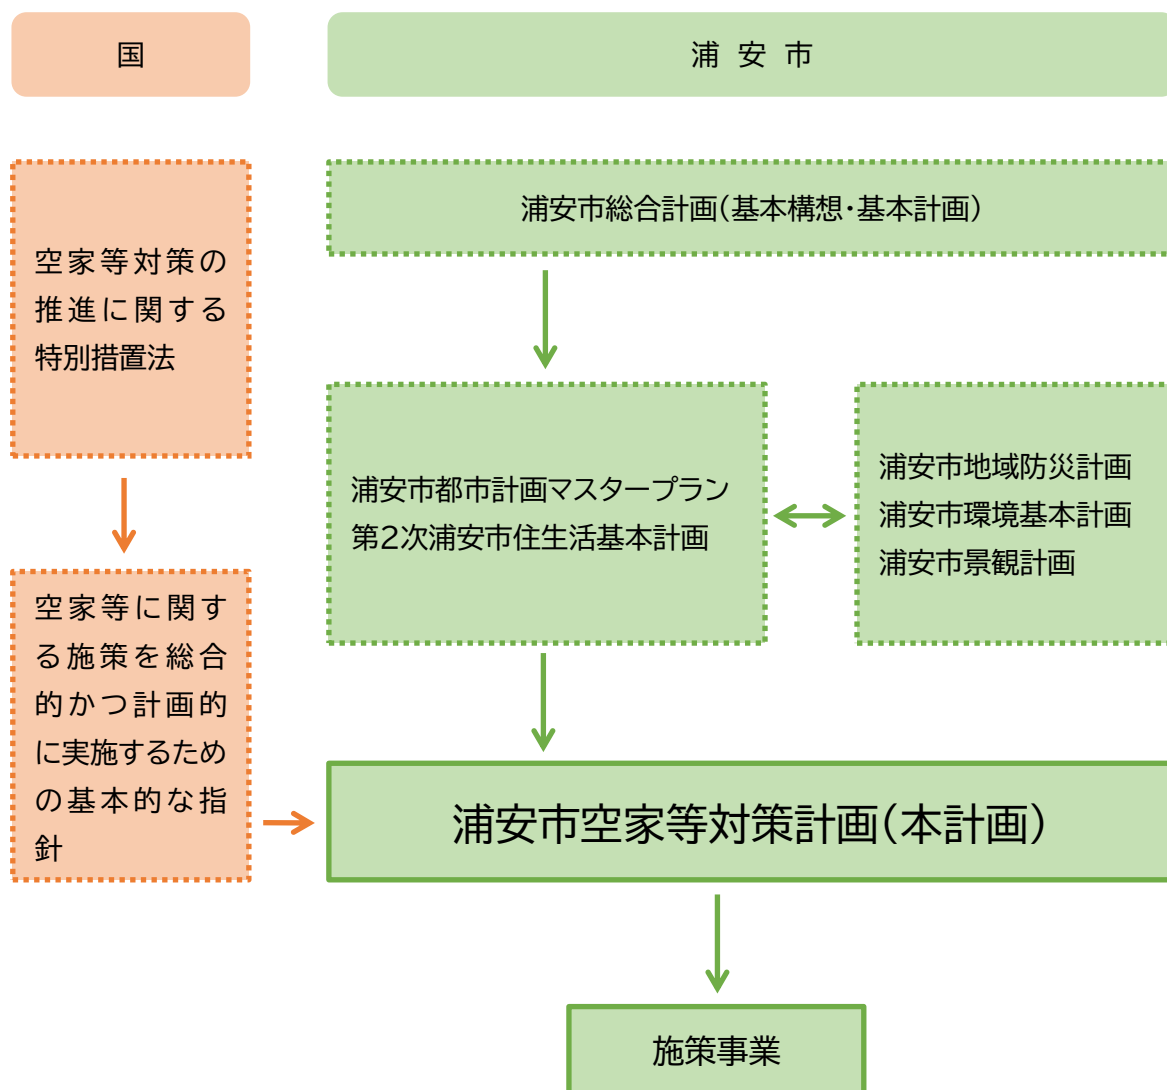 国
浦 安 市
空家等対策の
推進に関する
特別措置法
空家等に関す
る施策を総合
的かつ計画的
に実施するため
の基本的な指
針
浦安市総合計画(基本構想・基本計画)
浦安市都市計画マスタープラン
第2次浦安市住生活基本計画
浦安市地域防災計画
浦安市環境基本計画
浦安市景観計画
浦安市空家等対策計画(本計画)
施策事業